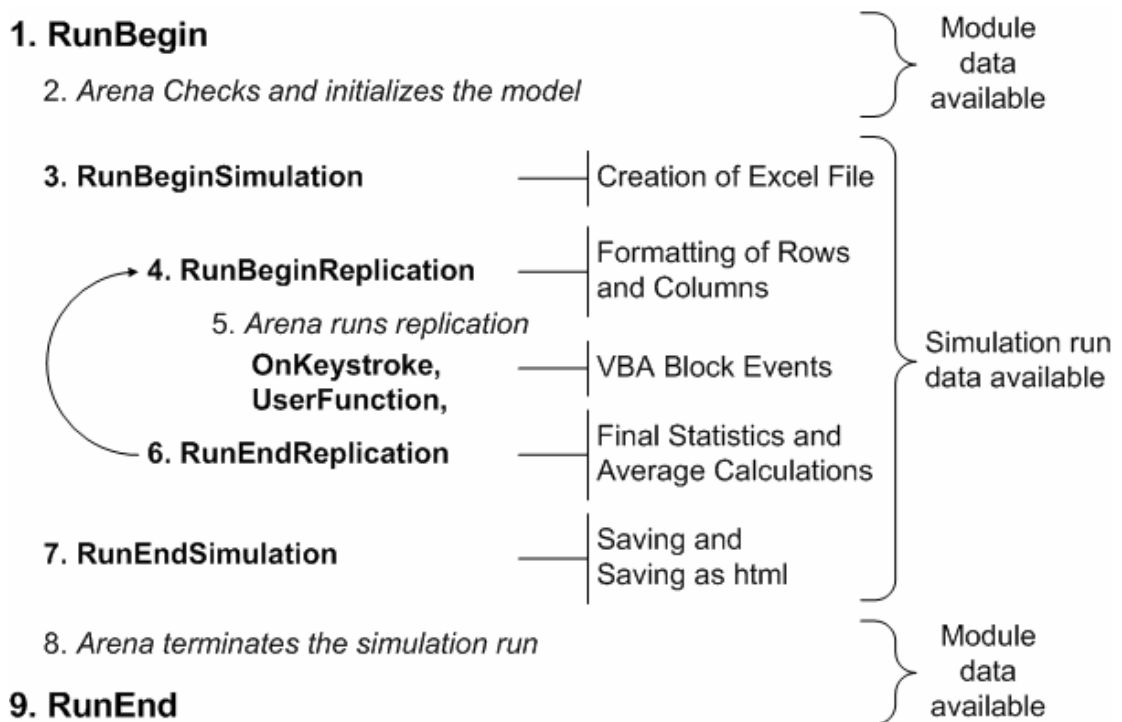 1. RunBegin
Module
data
available
2. Arena Checks and initializes the model
3. RunBeginSimulation
Creation of Excel File
4. RunBeginReplication
Formatting of Rows
and Columns
5. Arena runs replication
OnKeystroke,
UserFunction,
VBA Block Events
Simulation run
data available
6. RunEndReplication
Final Statistics and
Average Calculations
7. RunEndSimulation
Saving and
Saving as html
8. Arena terminates the simulation run
Module
data
available
9. RunEnd